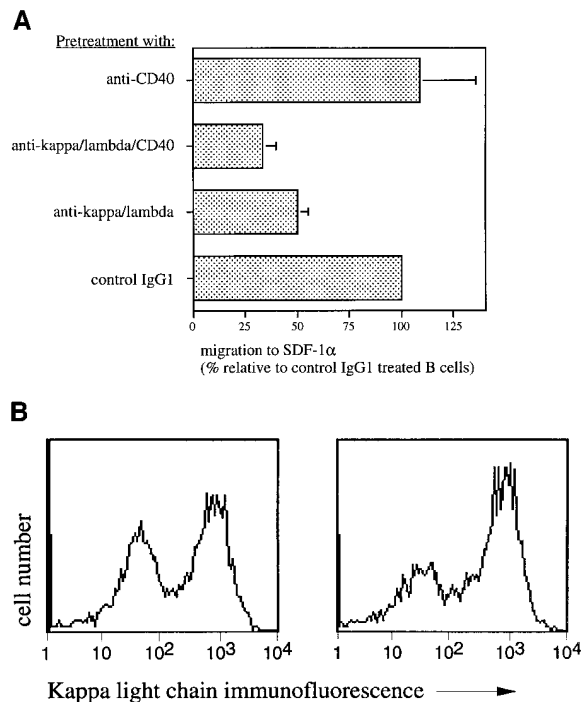 A
Pretreatment with:
anti-CD40
anti-kappa/lambda/CD40
anti-kappa/lambda
control IgG1
0 25 50 75 100 125
migration to SDF-1α
(% relative to control IgG1 treated B cells)
B
cell number
1 10 10² 10³ 10⁴
1 10 10² 10³ 10⁴
Kappa light chain immunofluorescence